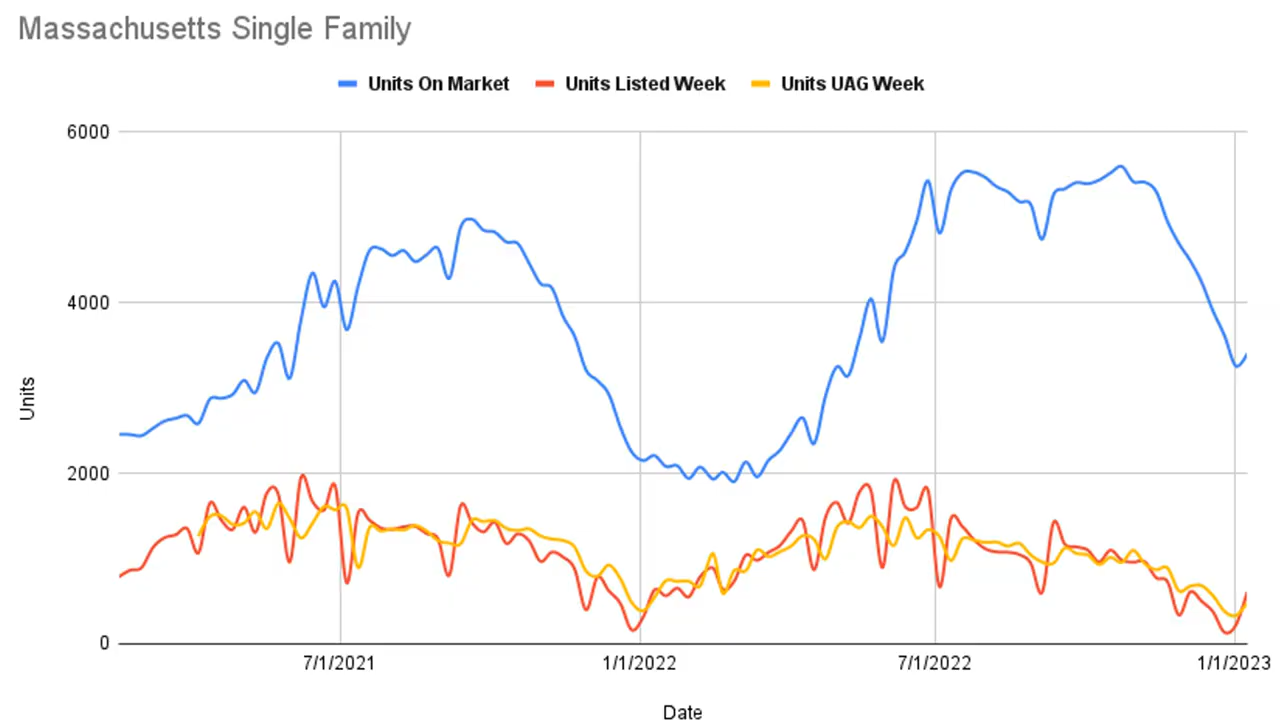 Massachusetts Single Family
Units On Market Units Listed Week Units UAG Week
6000
4000
2000
0
Units
7/1/2021 1/1/2022 7/1/2022 1/1/2023
Date